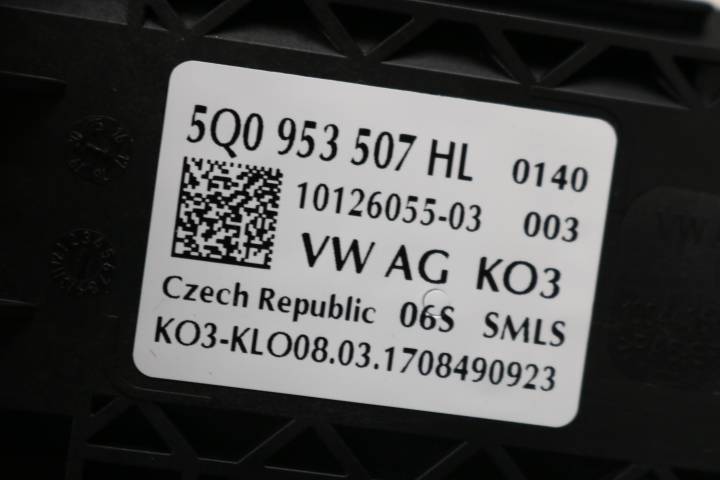 5Q0 953 507 HL 0140
10126055-03 003
VW AG KO3
Czech Republic 06S SMLS
KO3-KLO08.03.1708490923